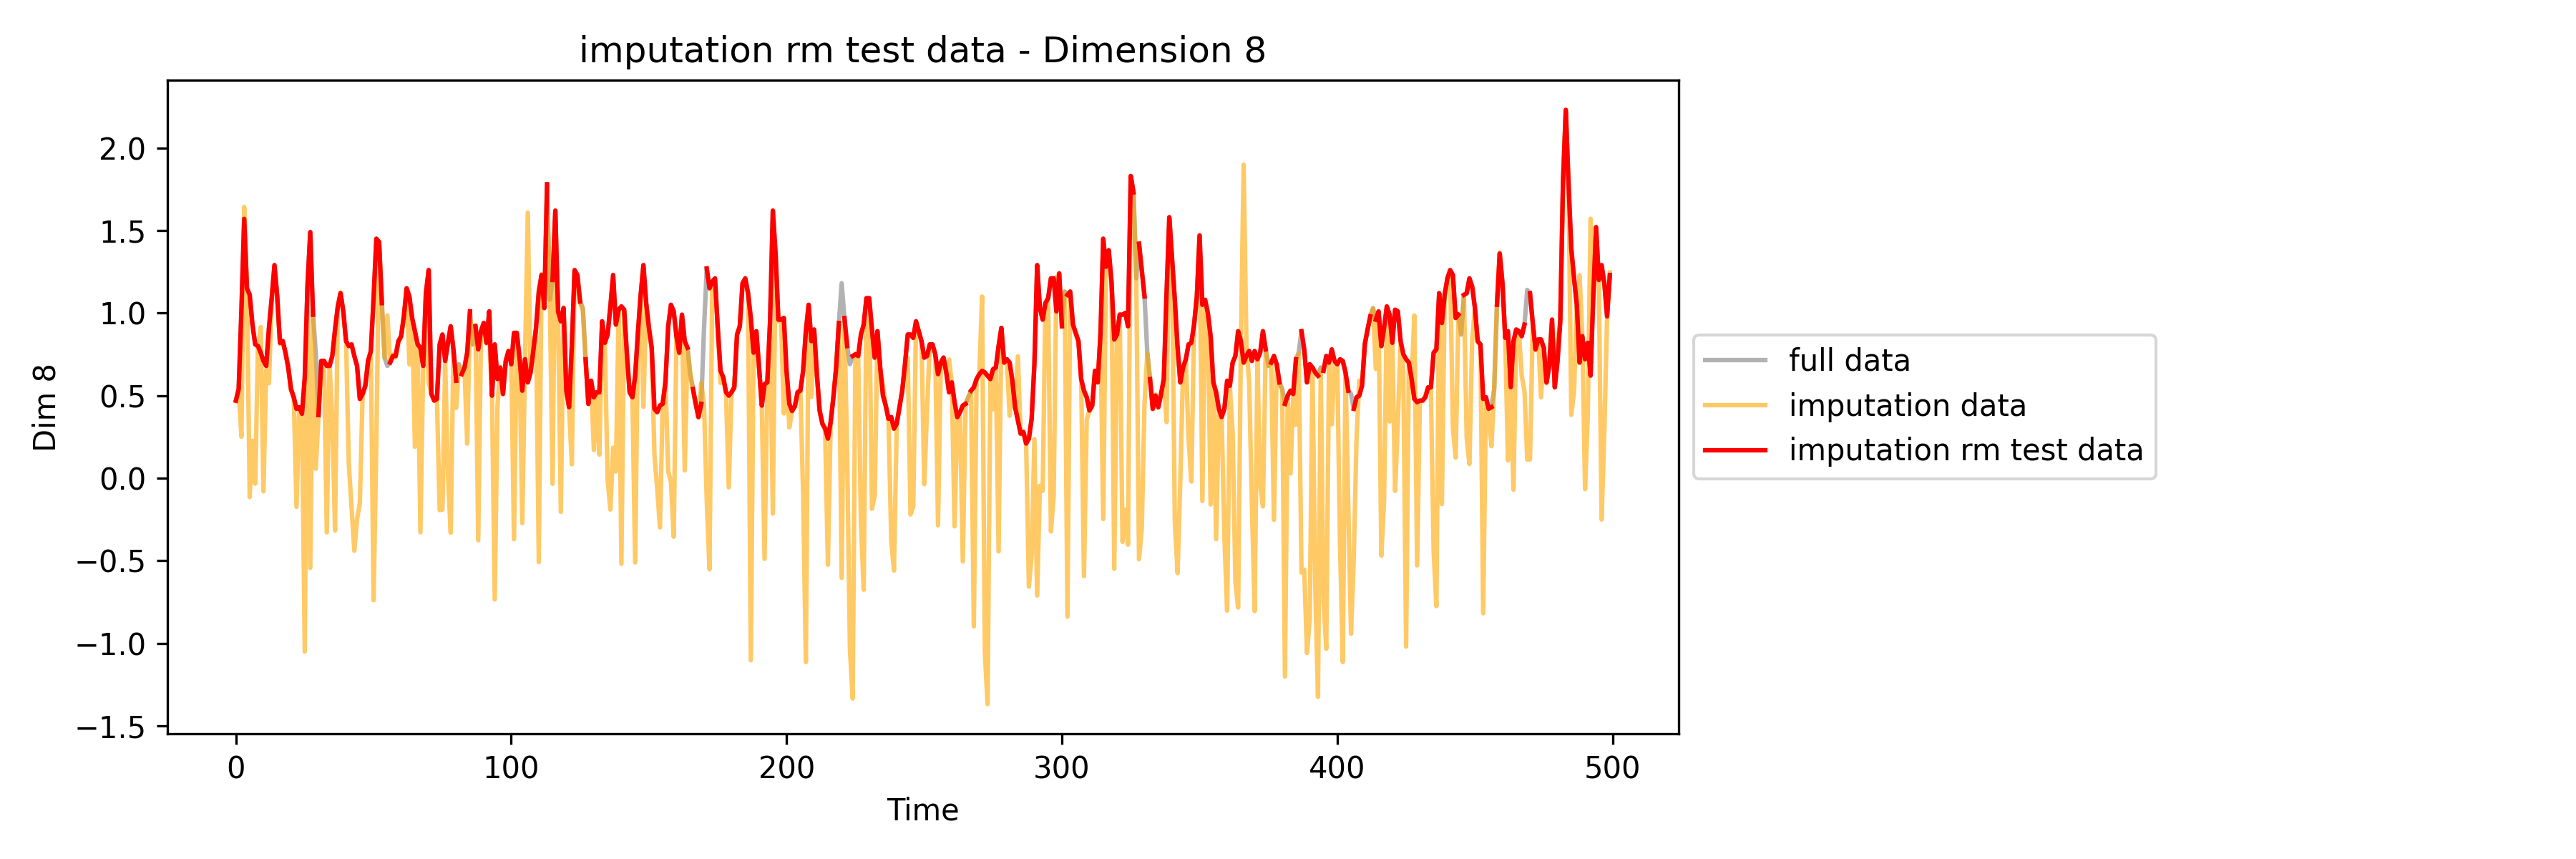 imputation rm test data - Dimension 8
Dim 8
2.0
1.5
1.0
0.5
0.0
−0.5
−1.0
−1.5
0 100 200 300 400 500
Time
full data
imputation data
imputation rm test data